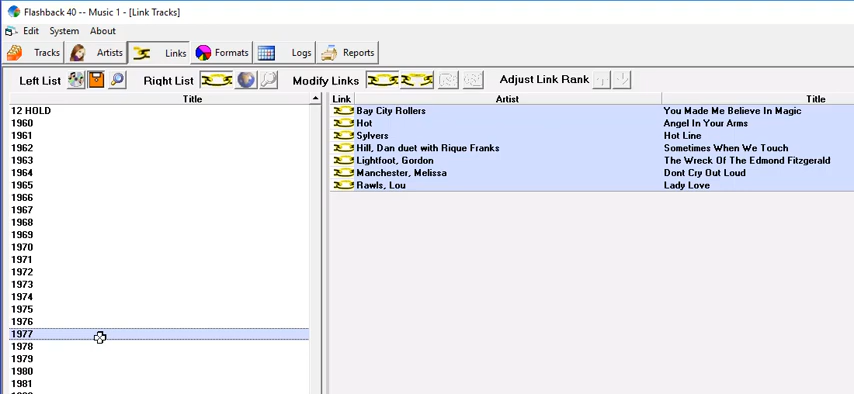 Flashback 40 -- Music 1 - [Link Tracks]
Edit System About
Tracks Artists Links Formats Logs Reports
Left List Right List Modify Links Adjust Link Rank
Title Link Artist Title
12 HOLD Bay City Rollers You Made Me Believe In Magic
1960 Hot Angel In Your Arms
1961 Sylvers Hot Line
1962 Hill, Dan duet with Rique Franks Sometimes When We Touch
1963 Lightfoot, Gordon The Wreck Of The Edmond Fitzgerald
1964 Manchester, Melissa Dont Cry Out Loud
1965 Rawls, Lou Lady Love
1966
1967
1968
1969
1970
1971
1972
1973
1974
1975
1976
1977
1978
1979
1980
1981